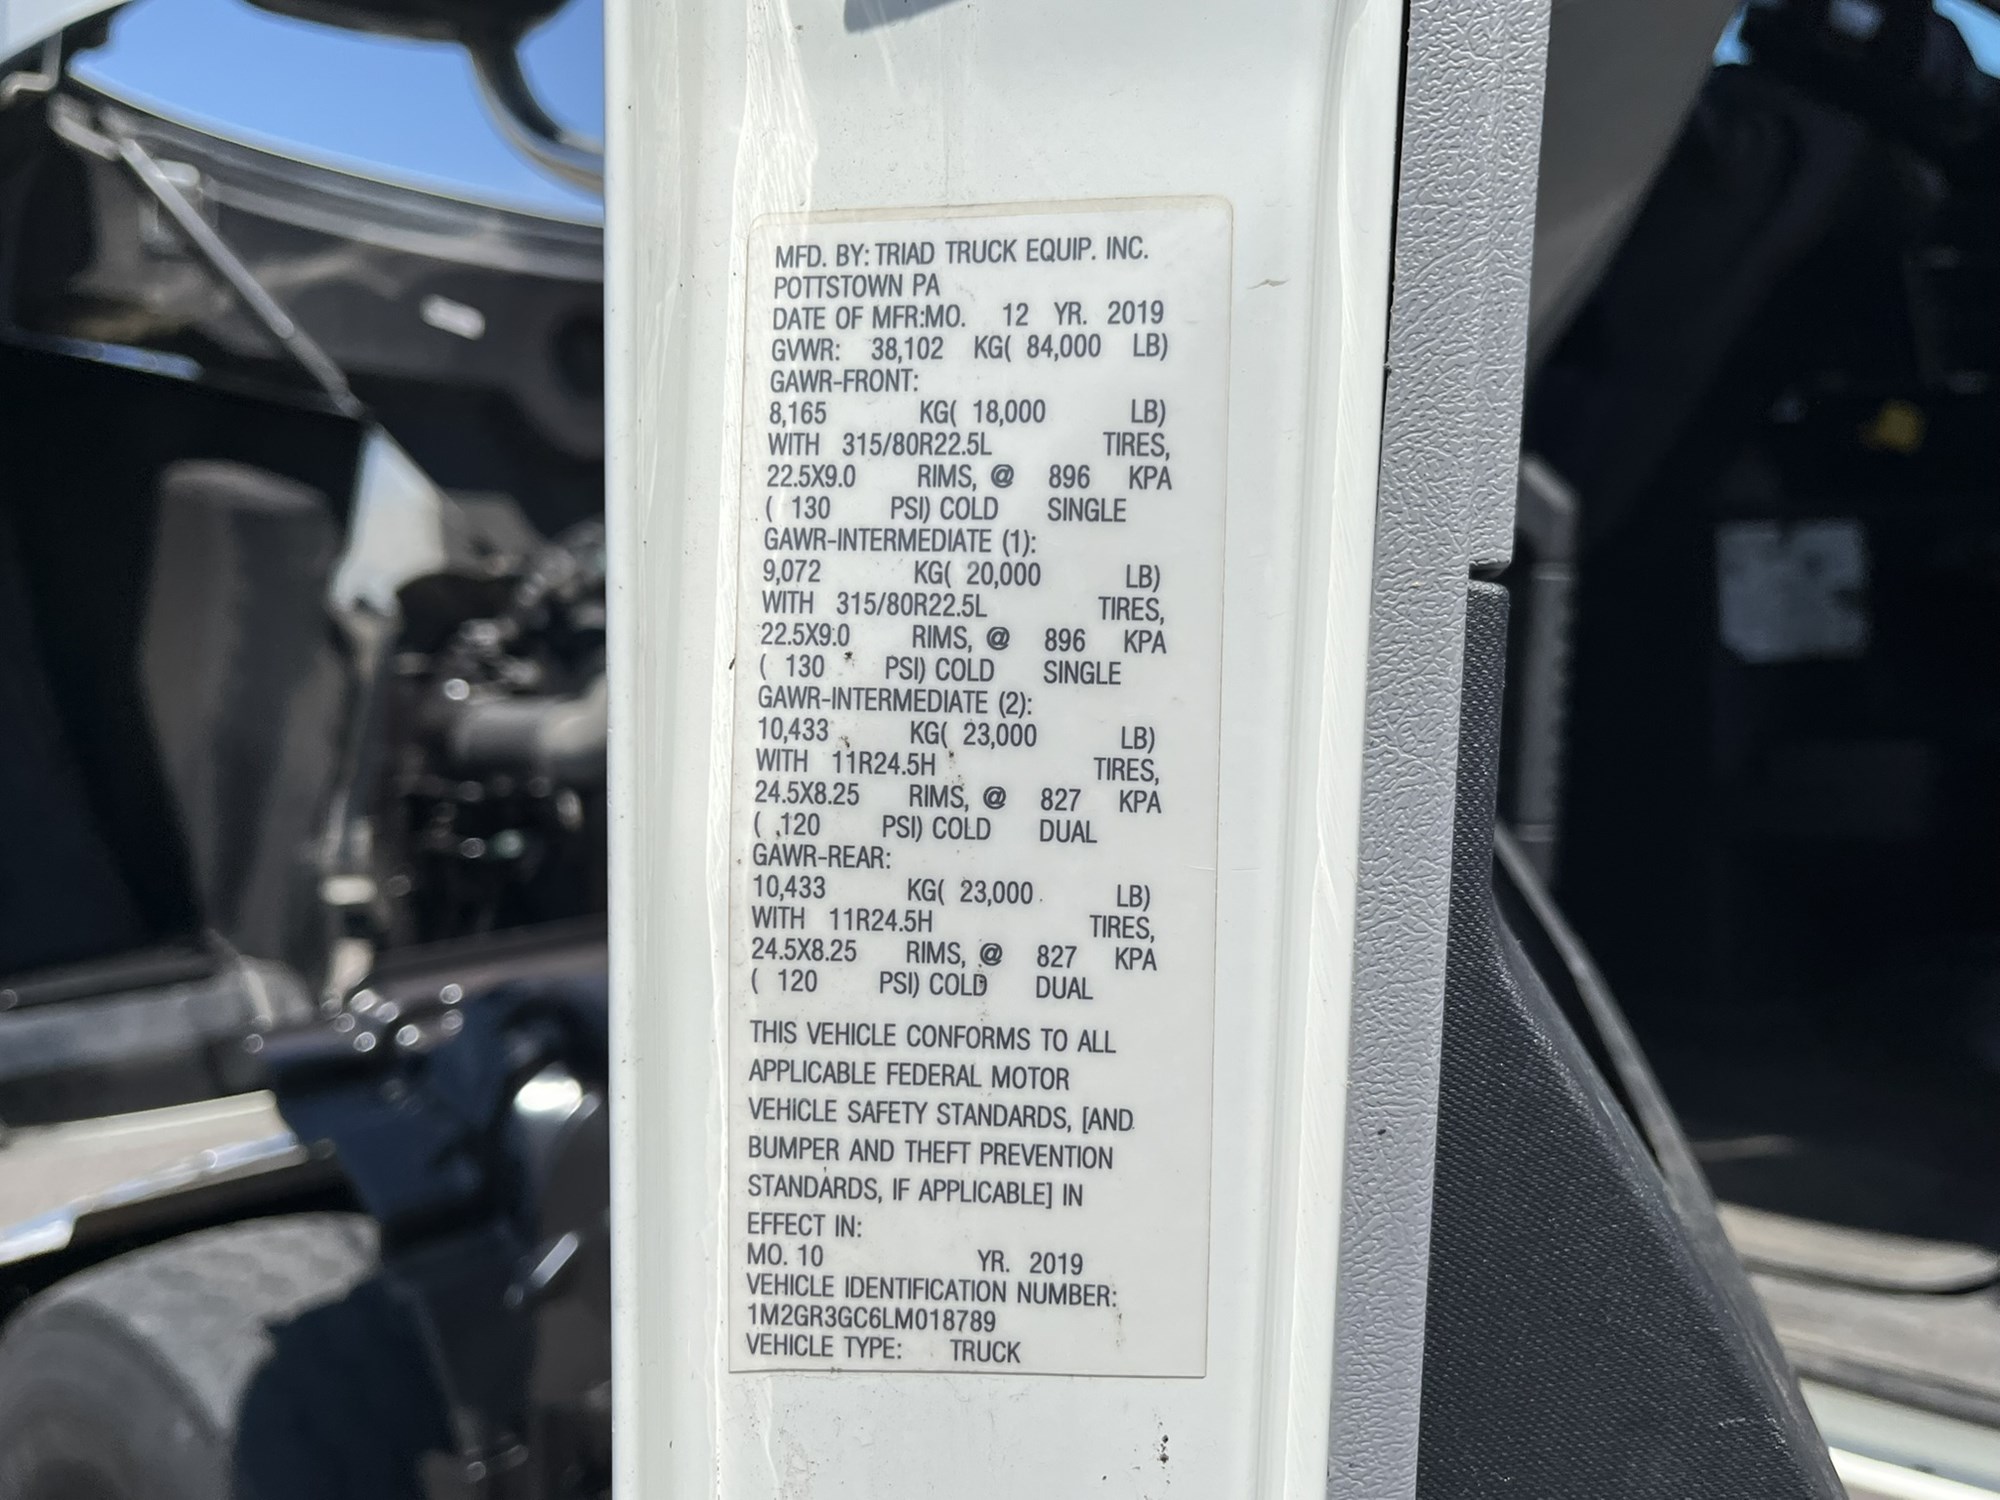 MFD. BY: TRIAD TRUCK EQUIP. INC.
POTTSTOWN PA
DATE OF MFR:MO. 12 YR. 2019
GVWR: 38,102 KG( 84,000 LB)
GAWR-FRONT:
8,165 KG( 18,000 LB)
WITH 315/80R22.5L TIRES,
22.5X9.0 RIMS, @ 896 KPA
( 130 PSI) COLD SINGLE
GAWR-INTERMEDIATE (1):
9,072 KG( 20,000 LB)
WITH 315/80R22.5L TIRES,
22.5X9.0 RIMS, @ 896 KPA
( 130 PSI) COLD SINGLE
GAWR-INTERMEDIATE (2):
10,433 KG( 23,000 LB)
WITH 11R24.5H TIRES,
24.5X8.25 RIMS, @ 827 KPA
( 120 PSI) COLD DUAL
GAWR-REAR:
10,433 KG( 23,000 LB)
WITH 11R24.5H TIRES,
24.5X8.25 RIMS, @ 827 KPA
( 120 PSI) COLD DUAL
THIS VEHICLE CONFORMS TO ALL
APPLICABLE FEDERAL MOTOR
VEHICLE SAFETY STANDARDS, [AND
BUMPER AND THEFT PREVENTION
STANDARDS, IF APPLICABLE] IN
EFFECT IN:
MO. 10 YR. 2019
VEHICLE IDENTIFICATION NUMBER:
1M2GR3GC6LM018789
VEHICLE TYPE: TRUCK